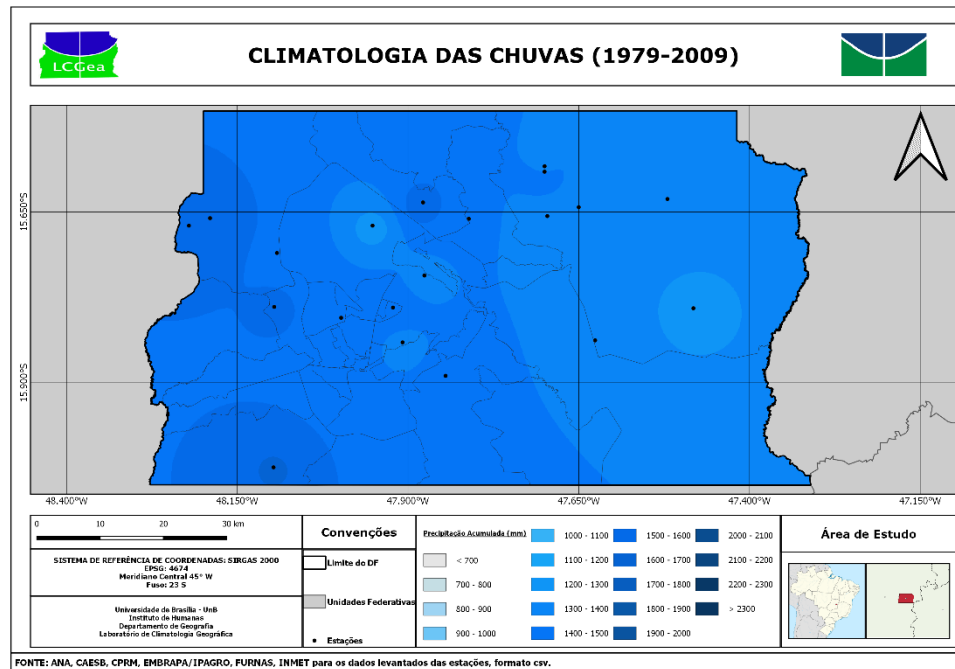 LCGea
CLIMATOLOGIA DAS CHUVAS (1979-2009)
15.650°
15.900°
48.400°W
48.150°W
47.900°W
47.650°W
47.400°W
47.150°W
0 10 20 30 km
SISTEMA DE REFERÊNCIA DE COORDENADAS: SIRGAS 2000
EPSG: 4674
Meridiano Central 45° W
Fuso: 23 S
Universidade de Brasília - UnB
Instituto de Humanas
Departamento de Geografia
Laboratório de Climatologia Geográfica
Convenções
Limite do DF
Unidades Federativas
Estações
Precipitação Acumulada (mm)
< 700
700 - 800
800 - 900
900 - 1000
1000 - 1100
1100 - 1200
1200 - 1300
1300 - 1400
1400 - 1500
1500 - 1600
1600 - 1700
1700 - 1800
1800 - 1900
1900 - 2000
2000 - 2100
2100 - 2200
2200 - 2300
> 2300
Área de Estudo
FONTE: ANA, CAESB, CPRM, EMBRAPA/IPAGRO, FURNAS, INMET para os dados levantados das estações, formato csv.